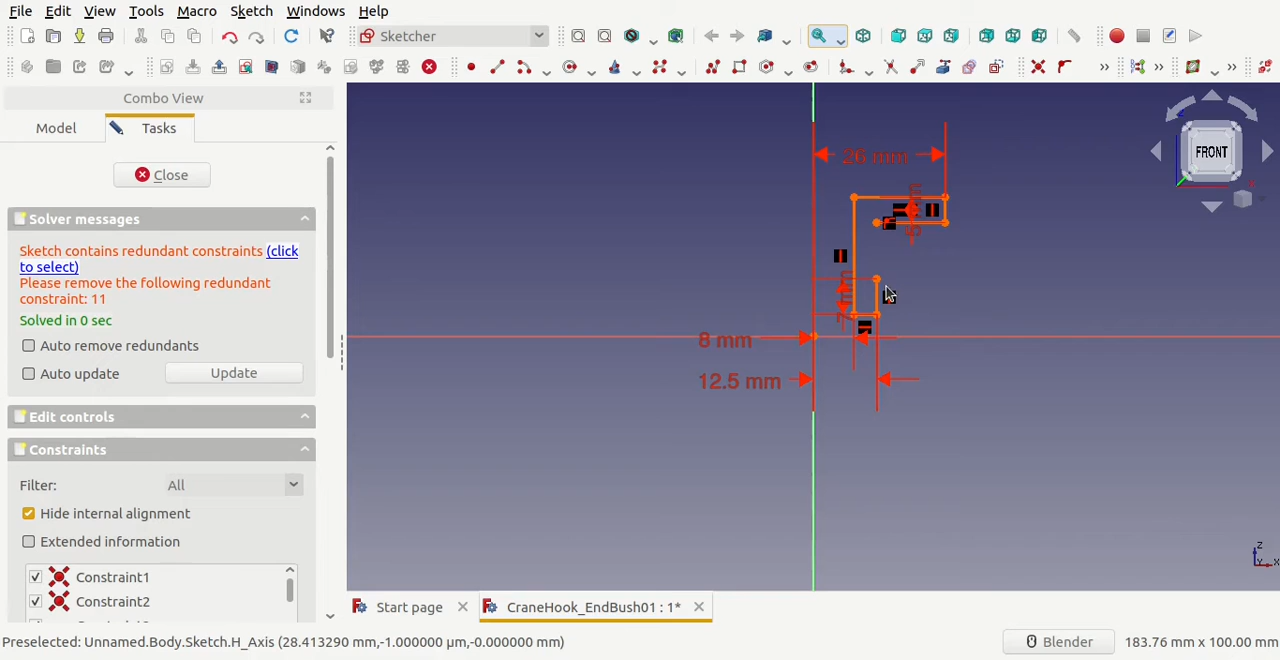 File Edit View Tools Macro Sketch Windows Help
Sketcher
Combo View
Model Tasks
Close
Solver messages
Sketch contains redundant constraints (click
to select)
Please remove the following redundant
constraint: 11
Solved in 0 sec
Auto remove redundants
Auto update Update
Edit controls
Constraints
Filter: All
Hide internal alignment
Extended information
Constraint1
Constraint2
26 mm
8 mm
12.5 mm
FRONT
z
x
Start page CraneHook_EndBush01 : 1*
Preselected: Unnamed.Body.Sketch.H_Axis (28.413290 mm,-1.000000 µm,-0.000000 mm) Blender 183.76 mm x 100.00 mm